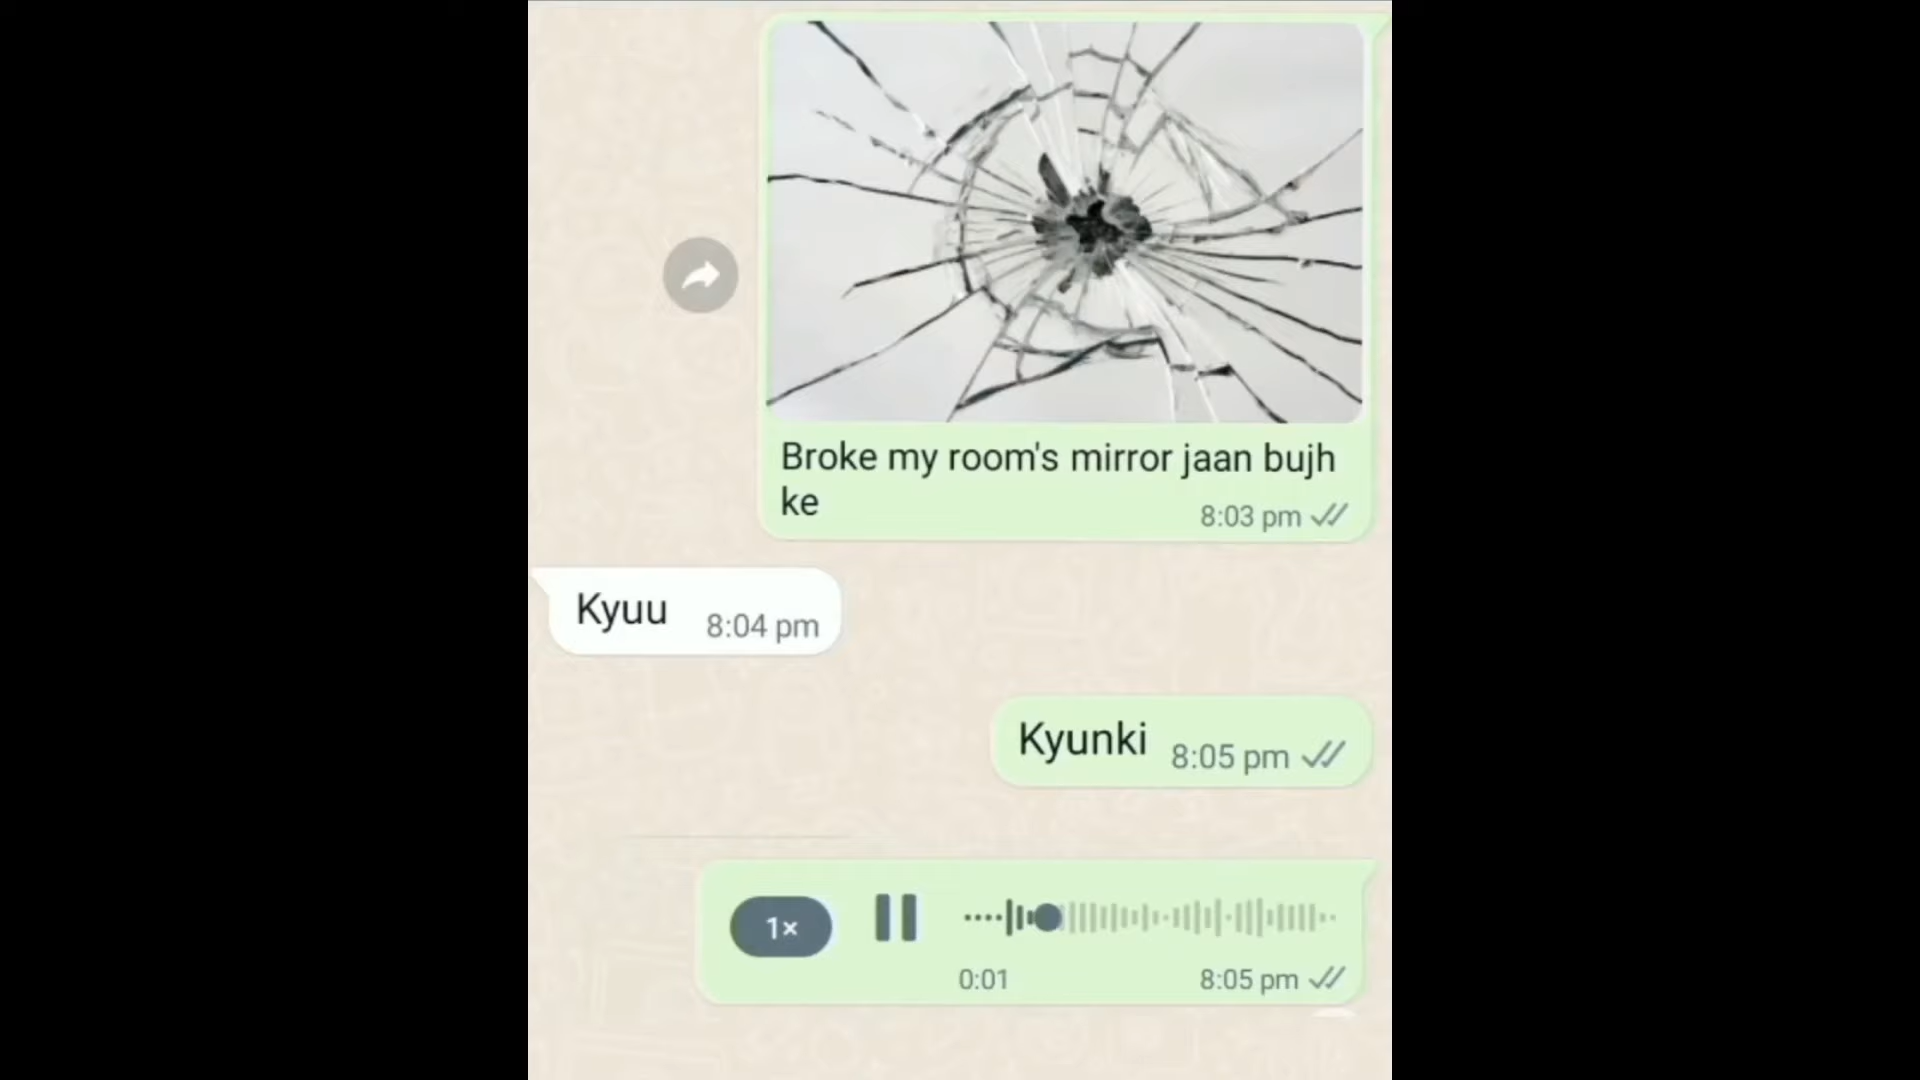 Broke my room's mirror jaan bujh
ke
8:03 pm
Kyuu 8:04 pm
Kyunki 8:05 pm
1×
0:01 8:05 pm